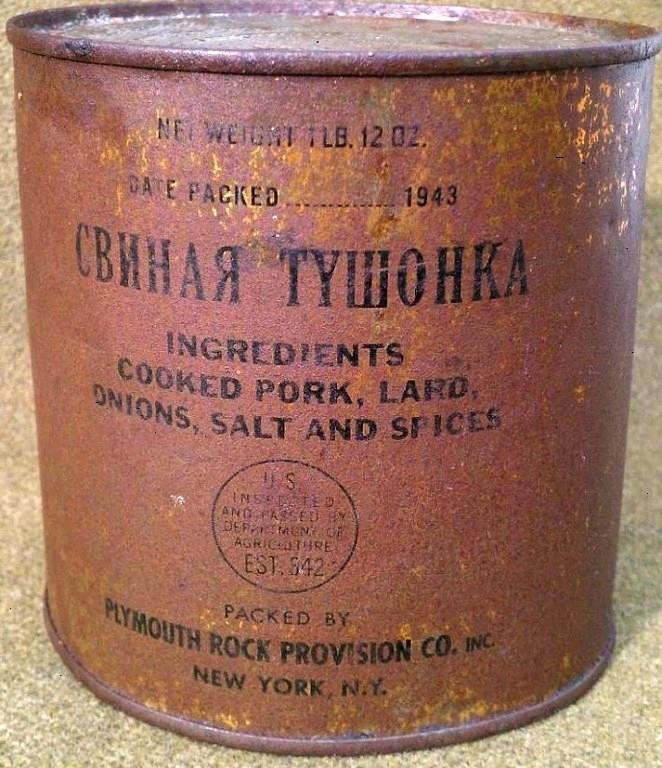 NET WEIGHT 1 LB. 12 OZ.
DATE PACKED .............. 1943
СВИНАЯ ТУШОНКА
INGREDIENTS
COOKED PORK, LARD,
ONIONS, SALT AND SPICES
U.S.
INSPECTED
AND PASSED BY
DEPARTMENT OF
AGRICULTURE
EST. 542
PACKED BY
PLYMOUTH ROCK PROVISION CO. INC.
NEW YORK, N.Y.